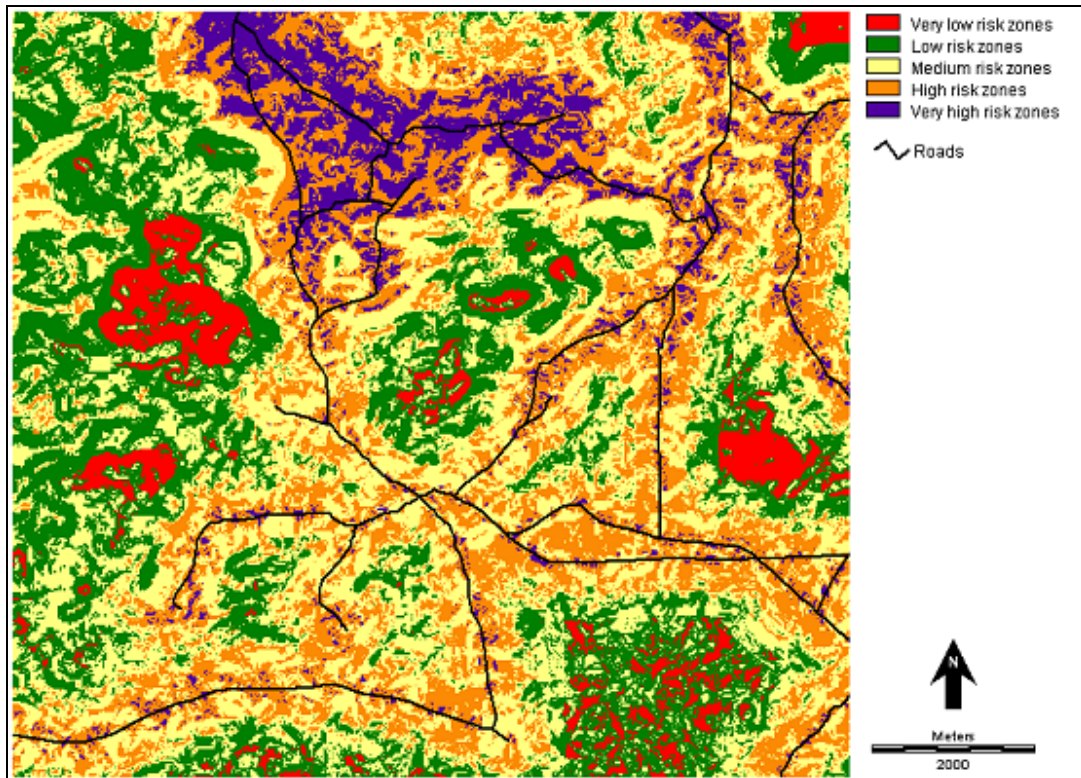 Very low risk zones
Low risk zones
Medium risk zones
High risk zones
Very high risk zones
Roads
N
Meters
2000